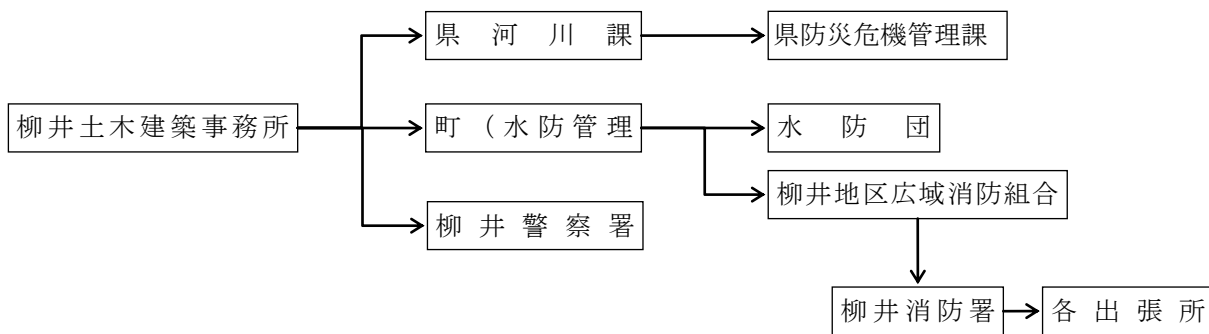 県河川課
県防災危機管理課
柳井土木建築事務所
町（水防管理
水防団
柳井地区広域消防組合
柳井警察署
柳井消防署
各出張所